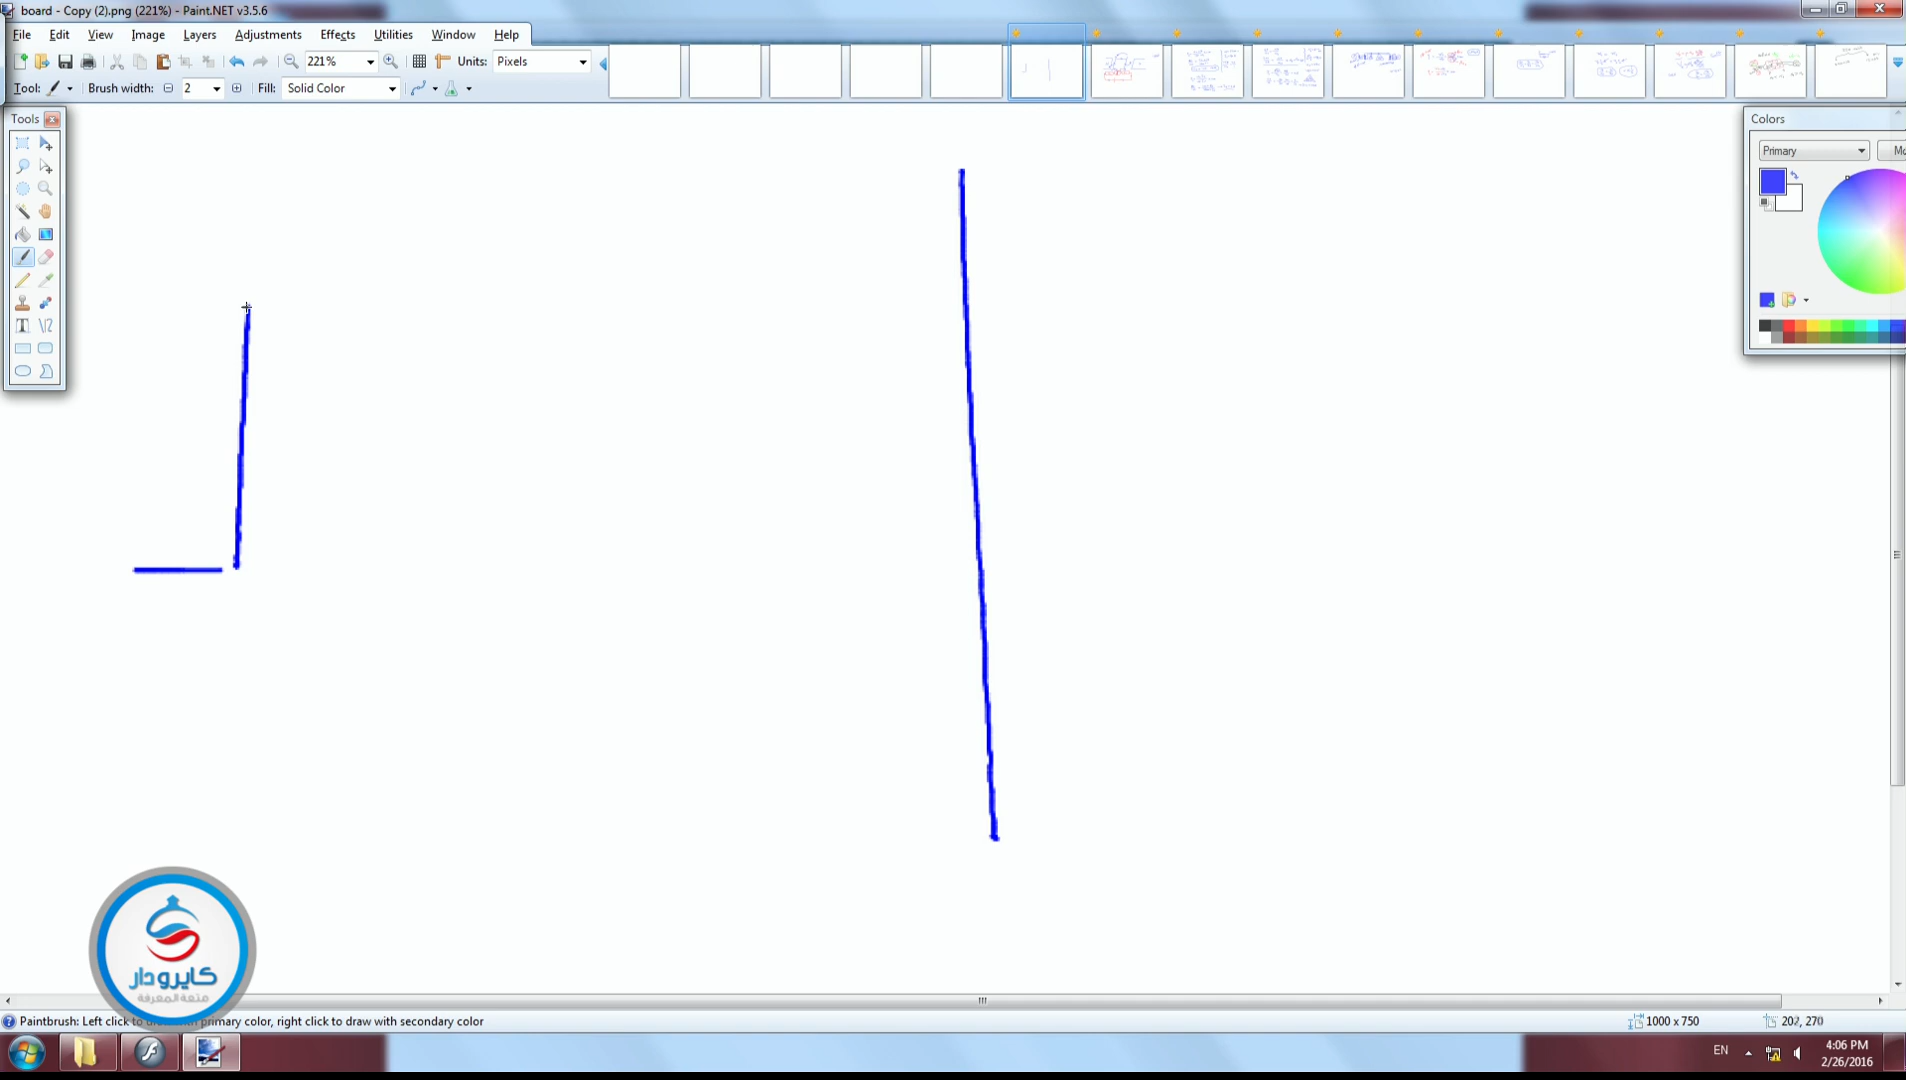 board - Copy (2).png (221%) - Paint.NET v3.5.6
File Edit View Image Layers Adjustments Effects Utilities Window Help
221% Units: Pixels
Tool: Brush width: 2 Fill: Solid Color
Tools
Colors
Primary
كايرودار
متعة المعرفة
Paintbrush: Left click to primary color, right click to draw with secondary color
1000 x 750
202, 270
EN
4:06 PM
2/26/2016